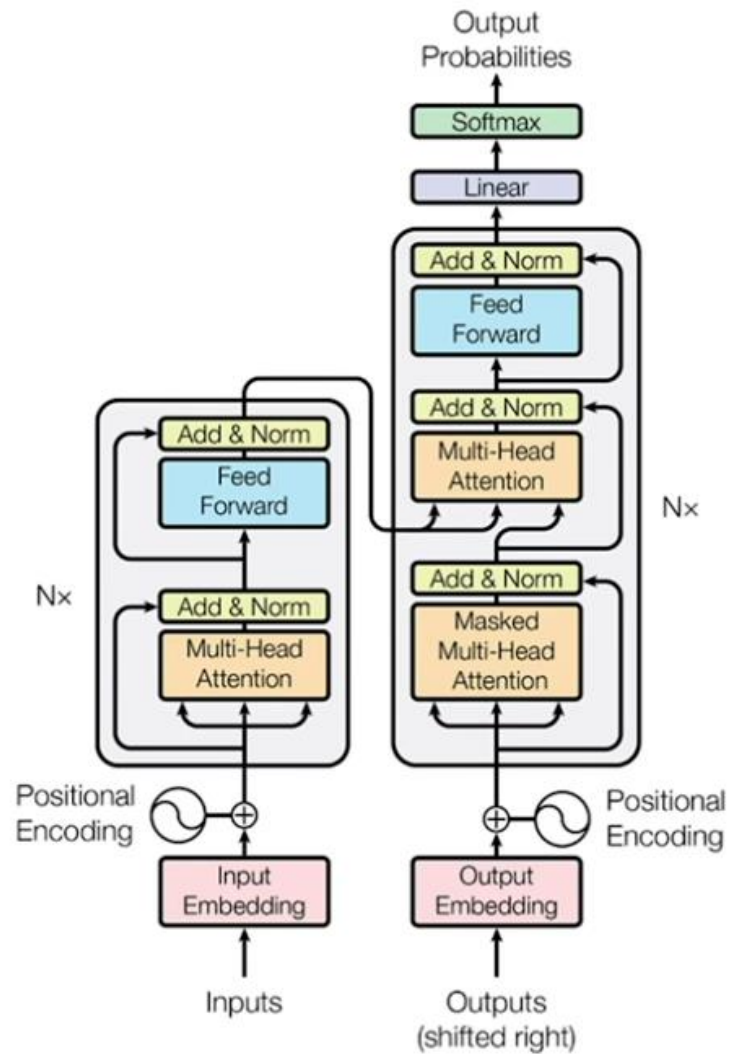 Output
Probabilities
Softmax
Linear
Add & Norm
Feed
Forward
Add & Norm
Multi-Head
Attention
Add & Norm
Masked
Multi-Head
Attention
Nx
Add & Norm
Feed
Forward
Add & Norm
Multi-Head
Attention
Nx
Positional
Encoding
Input
Embedding
Inputs
Positional
Encoding
Output
Embedding
Outputs
(shifted right)